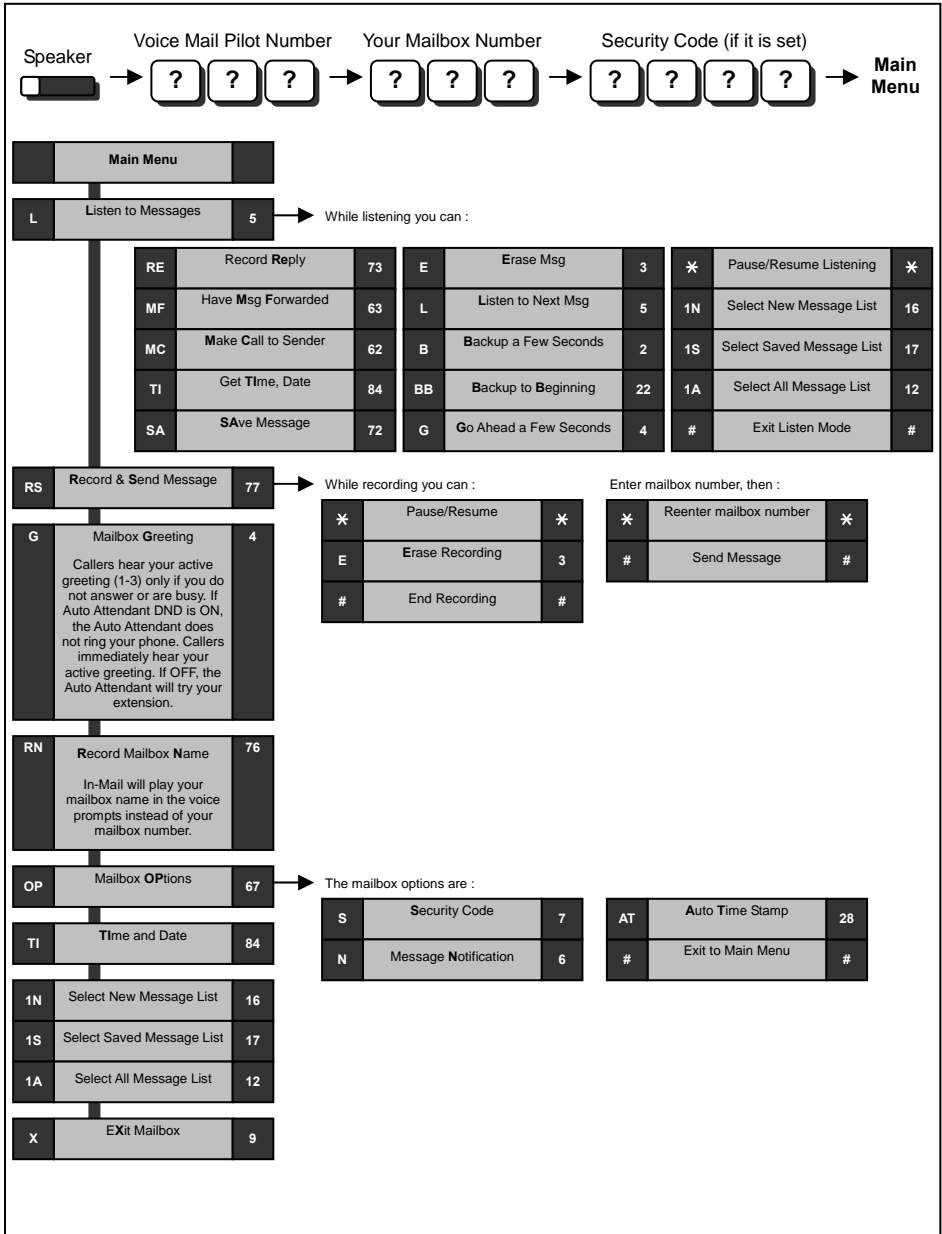 Speaker
Voice Mail Pilot Number
Your Mailbox Number
Security Code (if it is set)
? ? ? ? ? ? ? ? ? ?
Main
Menu
Main Menu
L Listen to Messages 5
While listening you can :
RE Record Reply 73
MF Have Msg Forwarded 63
MC Make Call to Sender 62
TI Get TIme, Date 84
SA SAve Message 72
E Erase Msg 3
L Listen to Next Msg 5
B Backup a Few Seconds 2
BB Backup to Beginning 22
G Go Ahead a Few Seconds 4
* Pause/Resume Listening *
1N Select New Message List 16
1S Select Saved Message List 17
1A Select All Message List 12
# Exit Listen Mode #
RS Record & Send Message 77
While recording you can :
* Pause/Resume *
E Erase Recording 3
# End Recording #
Enter mailbox number, then :
* Reenter mailbox number *
# Send Message #
G Mailbox Greeting 4
Callers hear your active
greeting (1-3) only if you do
not answer or are busy. If
Auto Attendant DND is ON,
the Auto Attendant does
not ring your phone. Callers
immediately hear your
active greeting. If OFF, the
Auto Attendant will try your
extension.
RN Record Mailbox Name 76
In-Mail will play your
mailbox name in the voice
prompts instead of your
mailbox number.
OP Mailbox OPtions 67
The mailbox options are :
S Security Code 7
N Message Notification 6
AT Auto Time Stamp 28
# Exit to Main Menu #
TI TIme and Date 84
1N Select New Message List 16
1S Select Saved Message List 17
1A Select All Message List 12
X EXit Mailbox 9